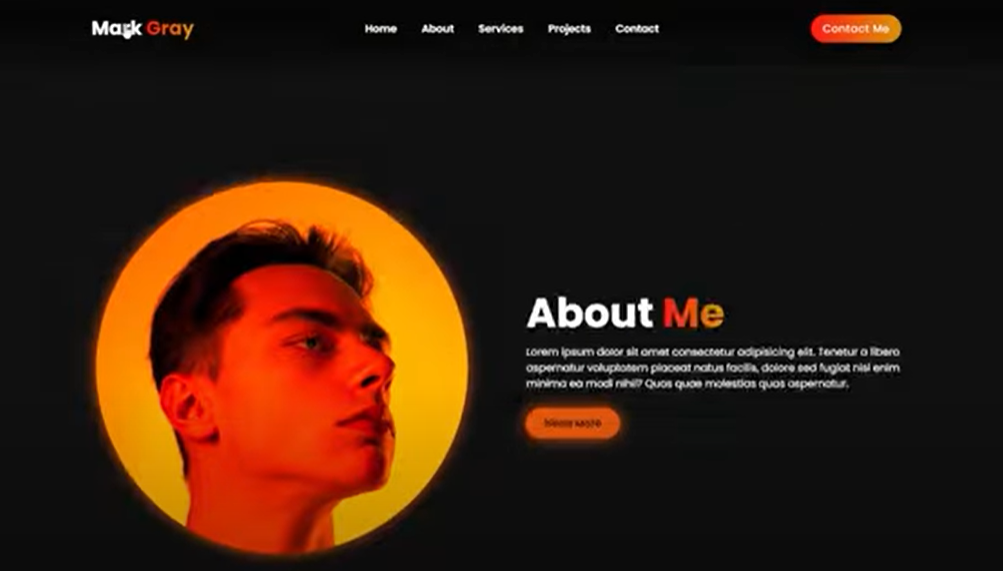 Mark Gray
Home About Services Projects Contact
Contact Me
About Me
Lorem ipsum dolor sit amet consectetur adipisicing elit. Tenetur a libero
aspernatur voluptatem placeat natus facilis, dolore sed fugiat nisi enim
minima ea modi nihil? Quas quae molestias quos aspernatur.
Read More